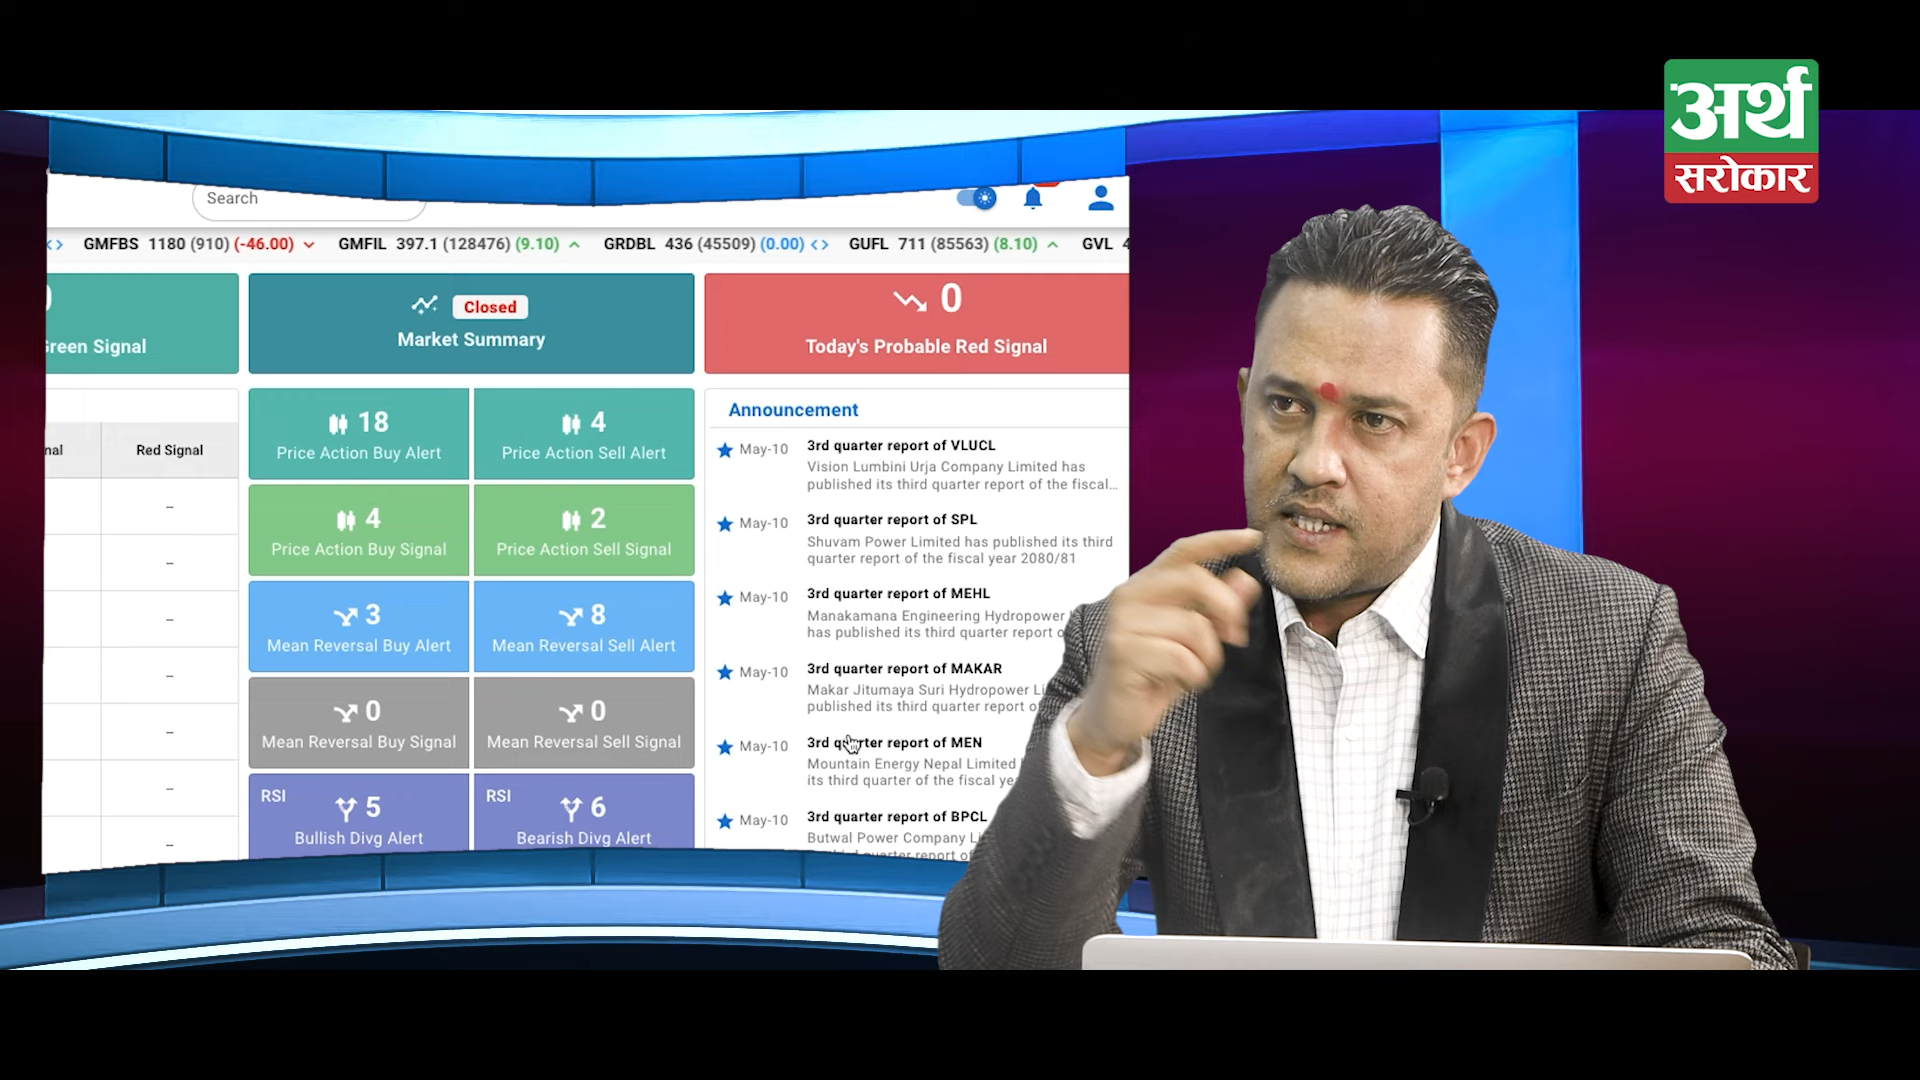 अर्थ
सरोकार
Search
GMFBS 1180 (910) (-46.00) GMFIL 397.1 (128476) (9.10) GRDBL 436 (45509) (0.00) GUFL 711 (85563) (8.10) GVL
Green Signal
Closed
Market Summary
0
Today's Probable Red Signal
Red Signal
18
Price Action Buy Alert
4
Price Action Sell Alert
4
Price Action Buy Signal
2
Price Action Sell Signal
3
Mean Reversal Buy Alert
8
Mean Reversal Sell Alert
0
Mean Reversal Buy Signal
0
Mean Reversal Sell Signal
RSI
5
Bullish Divg Alert
RSI
6
Bearish Divg Alert
Announcement
May-10 3rd quarter report of VLUCL
Vision Lumbini Urja Company Limited has
published its third quarter report of the fiscal...
May-10 3rd quarter report of SPL
Shuvam Power Limited has published its third
quarter report of the fiscal year 2080/81
May-10 3rd quarter report of MEHL
Manakamana Engineering Hydropower
has published its third quarter report
May-10 3rd quarter report of MAKAR
Makar Jitumaya Suri Hydropower
published its third quarter report
May-10 3rd quarter report of MEN
Mountain Energy Nepal Limited
its third quarter of the fiscal
May-10 3rd quarter report of BPCL
Butwal Power Company
third quarter report of